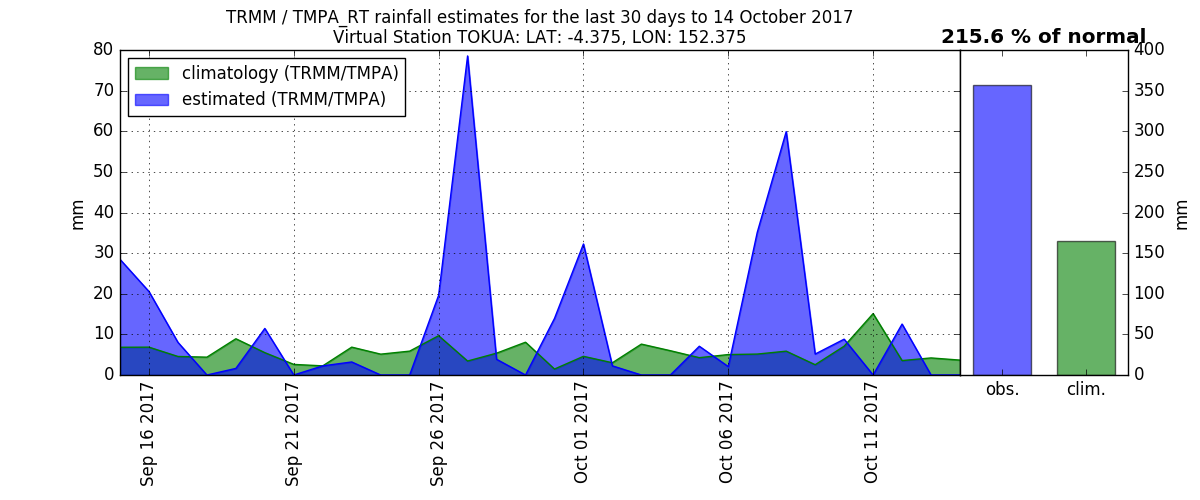 TRMM / TMPA_RT rainfall estimates for the last 30 days to 14 October 2017
Virtual Station TOKUA: LAT: -4.375, LON: 152.375
215.6 % of normal
climatology (TRMM/TMPA)
estimated (TRMM/TMPA)
80
70
60
50
40
30
20
10
0
mm
Sep 16 2017
Sep 21 2017
Sep 26 2017
Oct 01 2017
Oct 06 2017
Oct 11 2017
400
350
300
250
200
150
100
50
0
mm
obs.
clim.